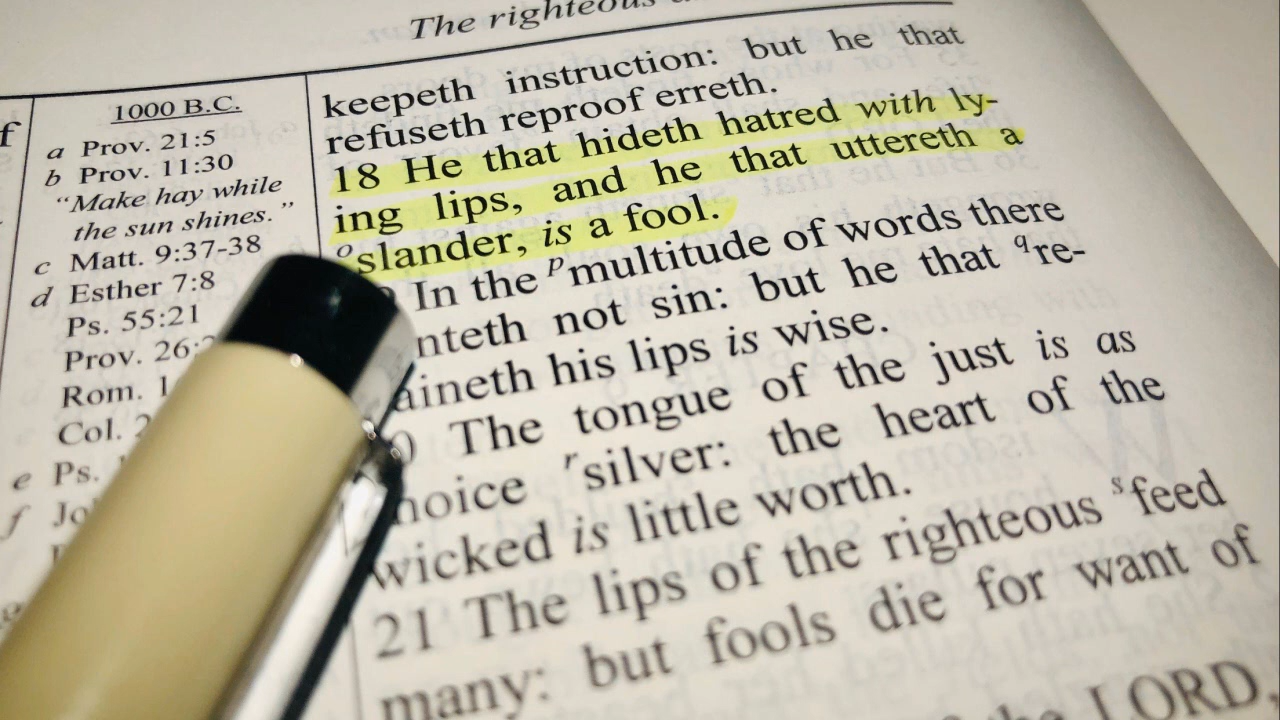 The righteous
1000 B.C.
a Prov. 21:5
b Prov. 11:30
“Make hay while
the sun shines.”
c Matt. 9:37-38
d Esther 7:8
Ps. 55:21
Prov. 26:
Rom. 1
Col.
e Ps.
f Jo
keepeth instruction: but he that
refuseth reproof erreth.
18 He that hideth hatred with ly-
ing lips, and he that uttereth a
o slander, is a fool.
In the p multitude of words there
nteth not sin: but he that q re-
aineth his lips is wise.
The tongue of the just is as
hoice r silver: the heart of the
wicked is little worth.
21 The lips of the righteous s feed
many: but fools die for want of
the LORD,